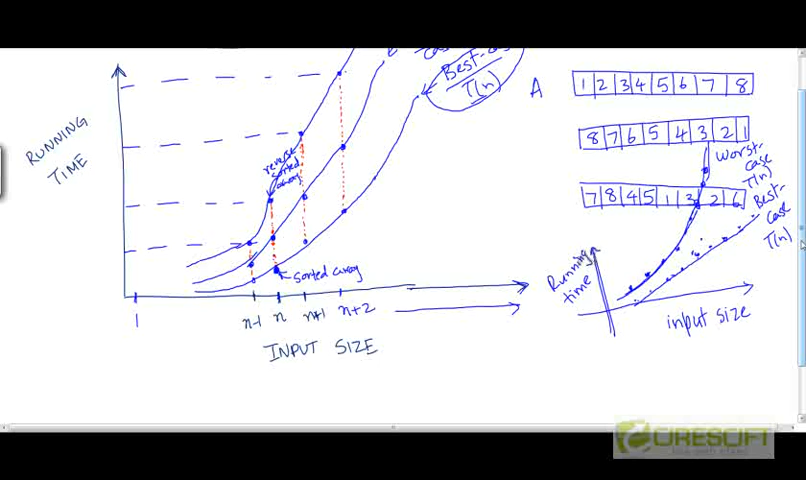 Best-case
T(n)
A
1 2 3 4 5 6 7 8
8 7 6 5 4 3 2 1
7 8 4 5 1 3 2 6
Worst-
case
T(n)
Best-
case
T(n)
RUNNING
TIME
reverse
sorted
array
sorted array
1 n-1 n n+1 n+2
INPUT SIZE
Running
time
input size
CIRESOFT